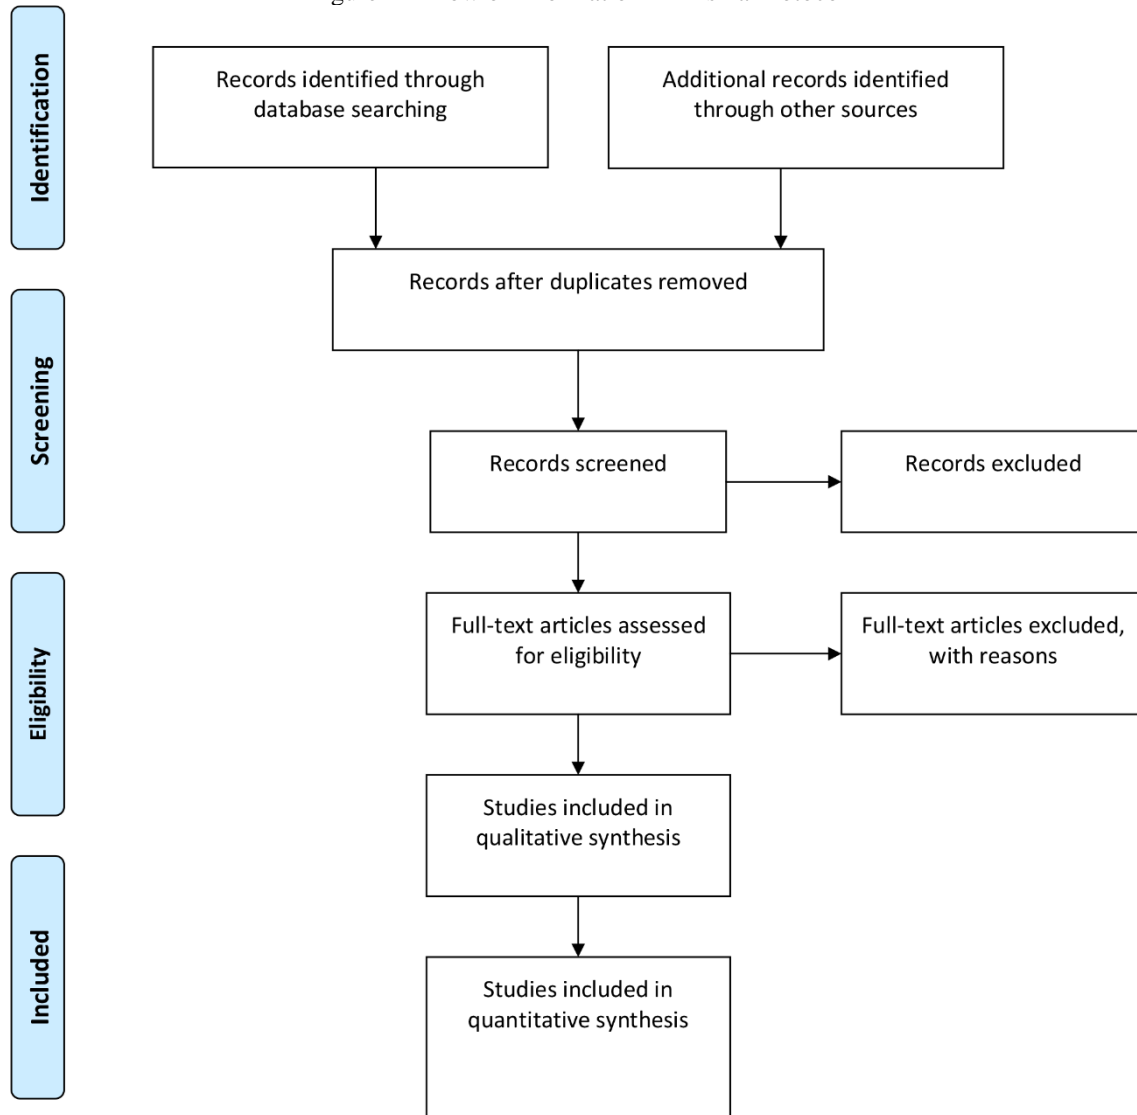 Identification
Records identified through
database searching
Additional records identified
through other sources
Records after duplicates removed
Screening
Records screened
Records excluded
Eligibility
Full-text articles assessed
for eligibility
Full-text articles excluded,
with reasons
Studies included in
qualitative synthesis
Included
Studies included in
quantitative synthesis